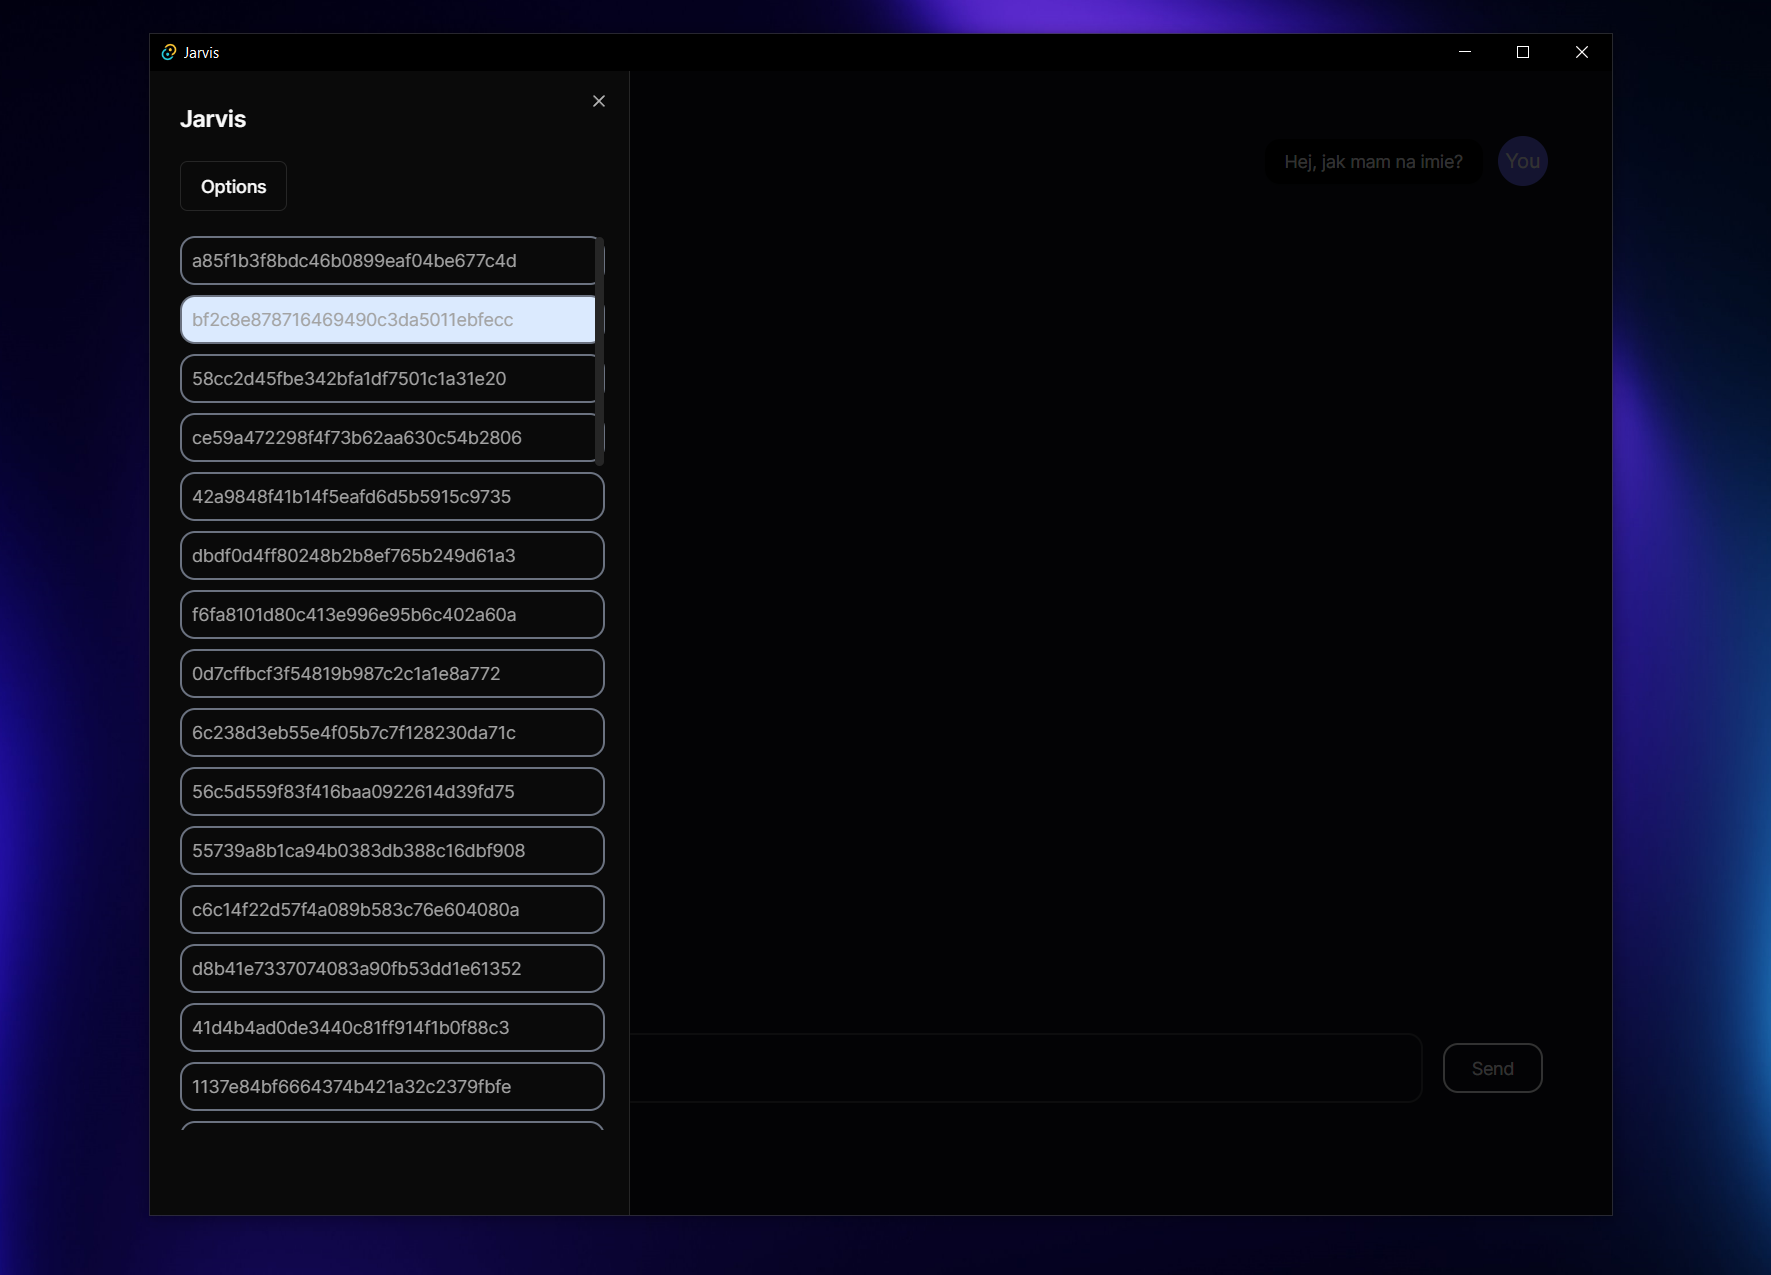 Jarvis
Jarvis
Options
a85f1b3f8bdc46b0899eaf04be677c4d
bf2c8e878716469490c3da5011ebfecc
58cc2d45fbe342bfa1df7501c1a31e20
ce59a472298f4f73b62aa630c54b2806
42a9848f41b14f5eafd6d5b5915c9735
dbdf0d4ff80248b2b8ef765b249d61a3
f6fa8101d80c413e996e95b6c402a60a
0d7cffbcf3f54819b987c2c1a1e8a772
6c238d3eb55e4f05b7c7f128230da71c
56c5d559f83f416baa0922614d39fd75
55739a8b1ca94b0383db388c16dbf908
c6c14f22d57f4a089b583c76e604080a
d8b41e7337074083a90fb53dd1e61352
41d4b4ad0de3440c81ff914f1b0f88c3
1137e84bf6664374b421a32c2379fbfe
Hej, jak mam na imie?
You
Send